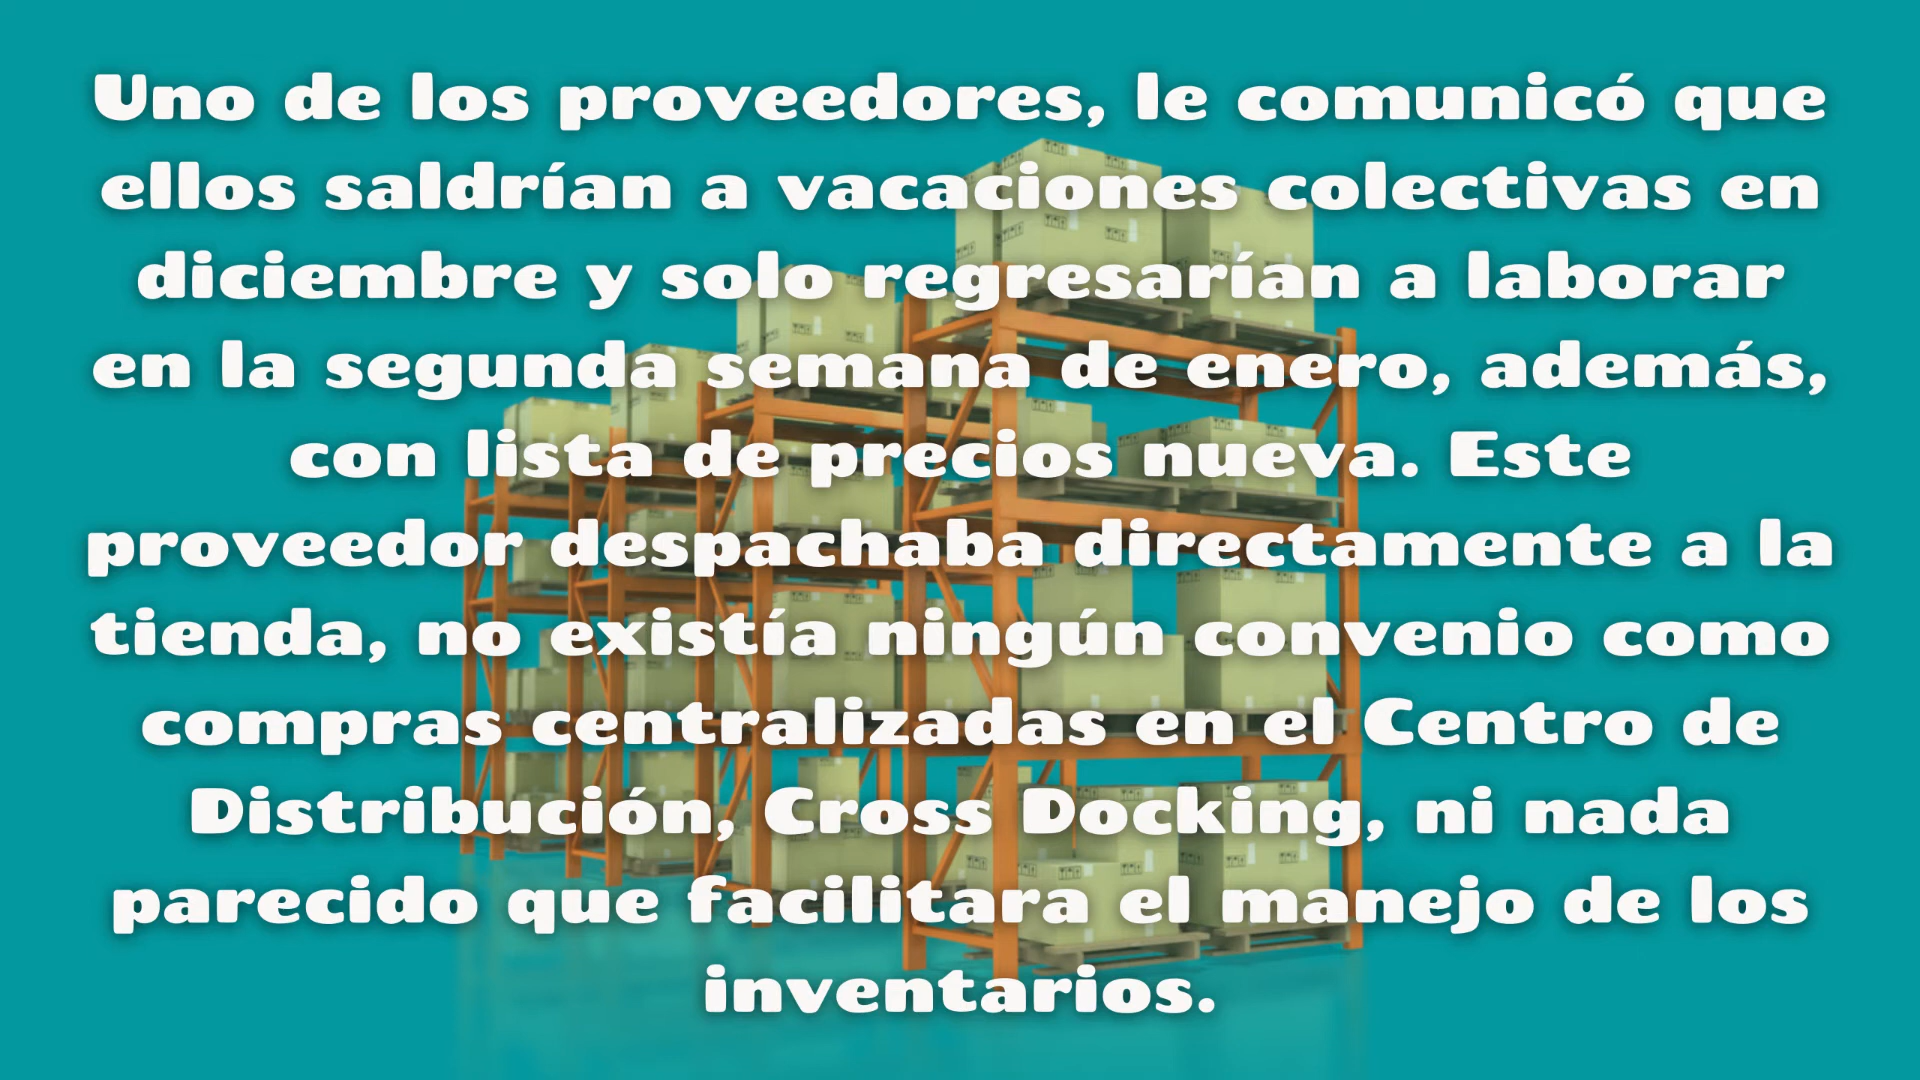 Uno de los proveedores, le comunicó que
ellos saldrían a vacaciones colectivas en
diciembre y solo regresarían a laborar
en la segunda semana de enero, además,
con lista de precios nueva. Este
proveedor despachaba directamente a la
tienda, no existía ningún convenio como
compras centralizadas en el Centro de
Distribución, Cross Docking, ni nada
parecido que facilitara el manejo de los
inventarios.